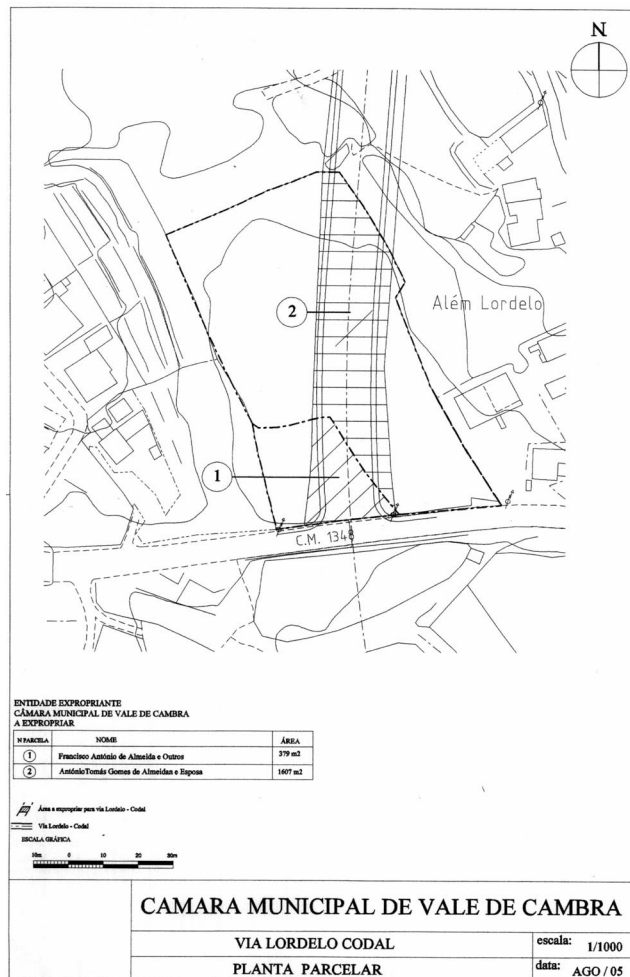 N
Além Lordelo
2
1
C.M. 1348
ENTIDADE EXPROPRIANTE
CÂMARA MUNICIPAL DE VALE DE CAMBRA
A EXPROPRIAR
Nº PARCELA NOME ÁREA
1 Francisco António de Almeida e Outros 379 m2
2 AntónioTomás Gomes de Almeidan e Esposa 1607 m2
Área a expropriar para via Lordelo - Codal
Via Lordelo - Codal
ESCALA GRÁFICA
10m 0 10 20 30m
CAMARA MUNICIPAL DE VALE DE CAMBRA
VIA LORDELO CODAL escala: 1/1000
PLANTA PARCELAR data: AGO / 05